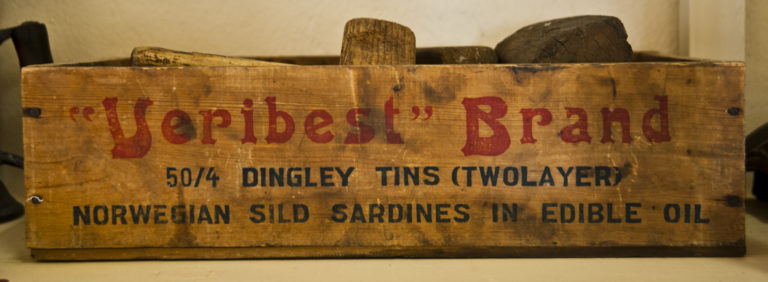 "Veribest" Brand
50/4 DINGLEY TINS (TWOLAYER)
NORWEGIAN SILD SARDINES IN EDIBLE OIL